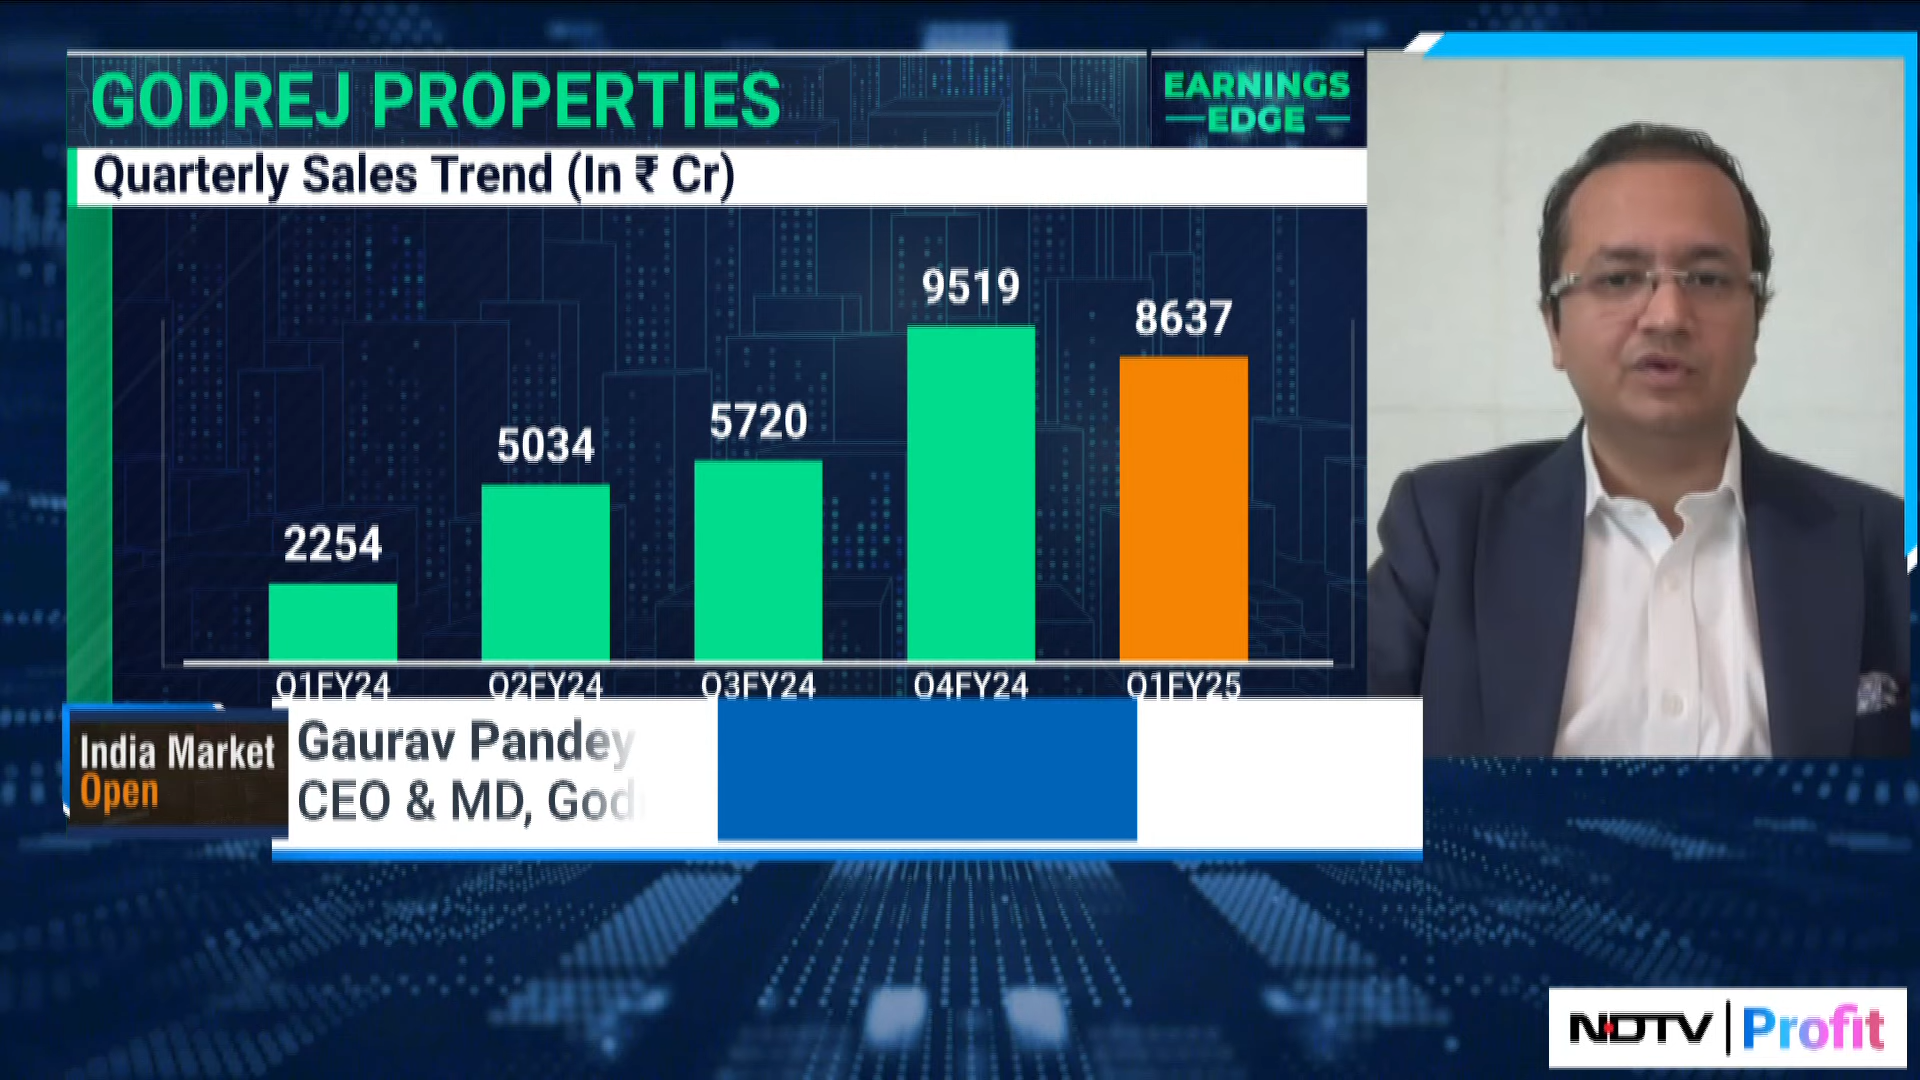 GODREJ PROPERTIES
EARNINGS
EDGE
Quarterly Sales Trend (In ₹ Cr)
2254
5034
5720
9519
8637
Q1FY24
Q2FY24
Q3FY24
Q4FY24
Q1FY25
India Market
Open
Gaurav Pandey
CEO & MD, God
NDTV Profit